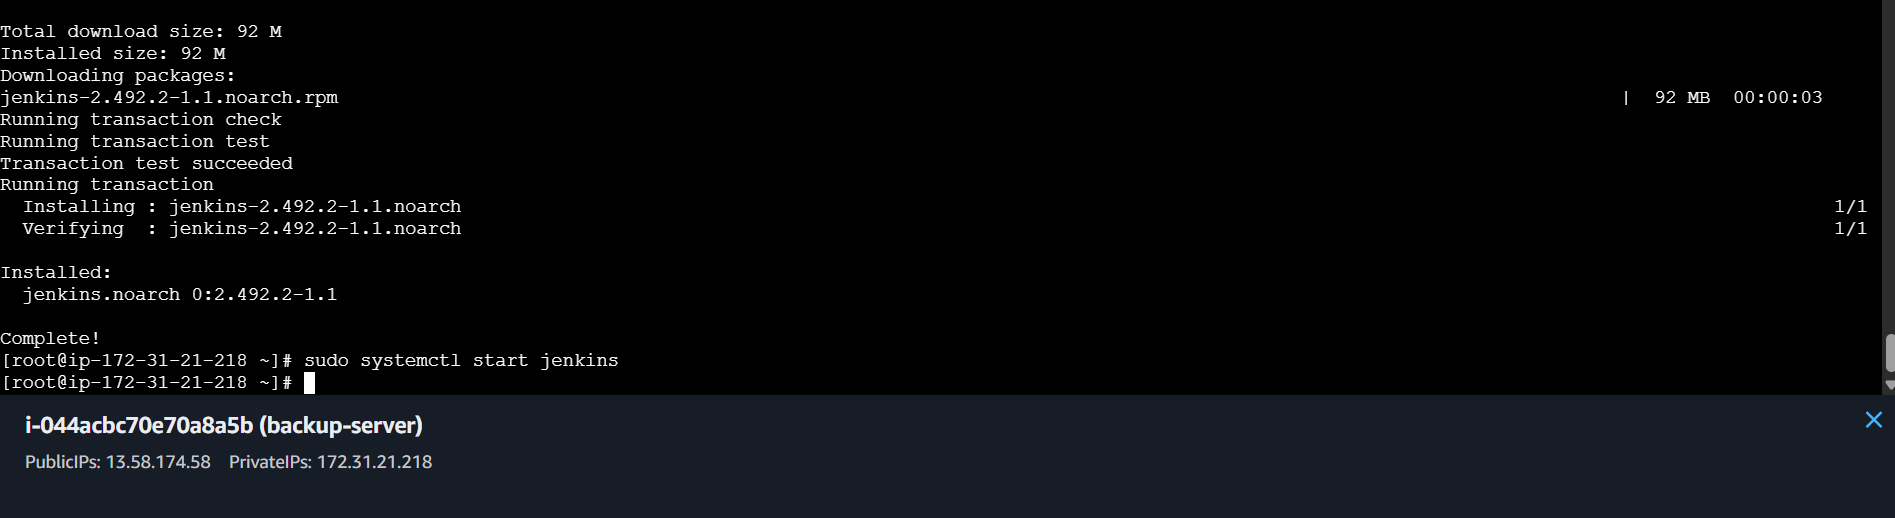 Total download size: 92 M
Installed size: 92 M
Downloading packages:
jenkins-2.492.2-1.1.noarch.rpm | 92 MB 00:00:03
Running transaction check
Running transaction test
Transaction test succeeded
Running transaction
  Installing : jenkins-2.492.2-1.1.noarch 1/1
  Verifying  : jenkins-2.492.2-1.1.noarch 1/1
Installed:
  jenkins.noarch 0:2.492.2-1.1
Complete!
[root@ip-172-31-21-218 ~]# sudo systemctl start jenkins
[root@ip-172-31-21-218 ~]#
i-044acbc70e70a8a5b (backup-server)
PublicIPs: 13.58.174.58 PrivateIPs: 172.31.21.218